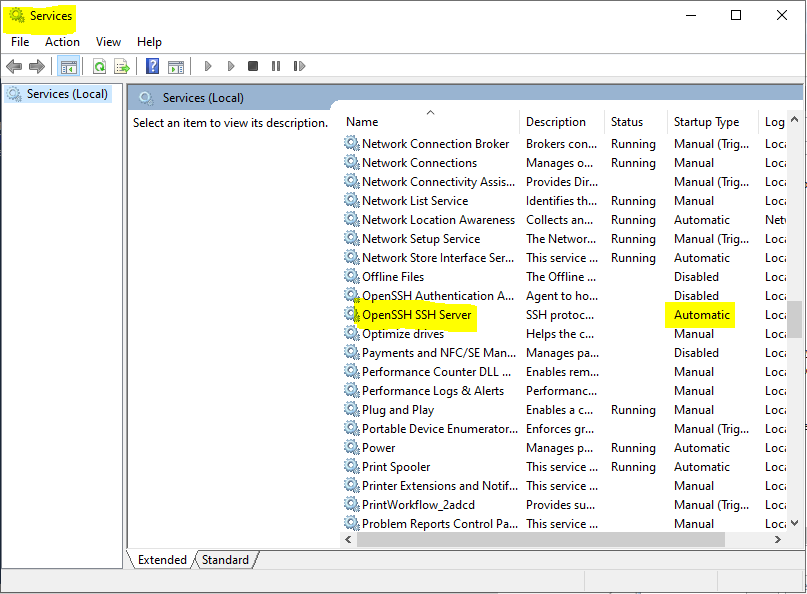 Services
File Action View Help
Services (Local)
Services (Local)
Select an item to view its description.
Name Description Status Startup Type Log
Network Connection Broker Brokers con... Running Manual (Trig... Loca
Network Connections Manages o... Running Manual Loca
Network Connectivity Assis... Provides Dir... Manual (Trig... Loca
Network List Service Identifies th... Running Manual Loca
Network Location Awareness Collects an... Running Automatic Netw
Network Setup Service The Networ... Running Manual (Trig... Loca
Network Store Interface Ser... This service ... Running Automatic Loca
Offline Files The Offline ... Disabled Loca
OpenSSH Authentication A... Agent to ho... Disabled Loca
OpenSSH SSH Server SSH protoc... Automatic Loca
Optimize drives Helps the c... Manual Loca
Payments and NFC/SE Man... Manages pa... Disabled Loca
Performance Counter DLL ... Enables rem... Manual Loca
Performance Logs & Alerts Performanc... Manual Loca
Plug and Play Enables a c... Running Manual Loca
Portable Device Enumerator... Enforces gr... Manual (Trig... Loca
Power Manages p... Running Automatic Loca
Print Spooler This service ... Running Automatic Loca
Printer Extensions and Notif... This service ... Manual Loca
PrintWorkflow_2adcd Provides su... Manual (Trig... Loca
Problem Reports Control Pa... This service ... Manual Loca
Extended Standard